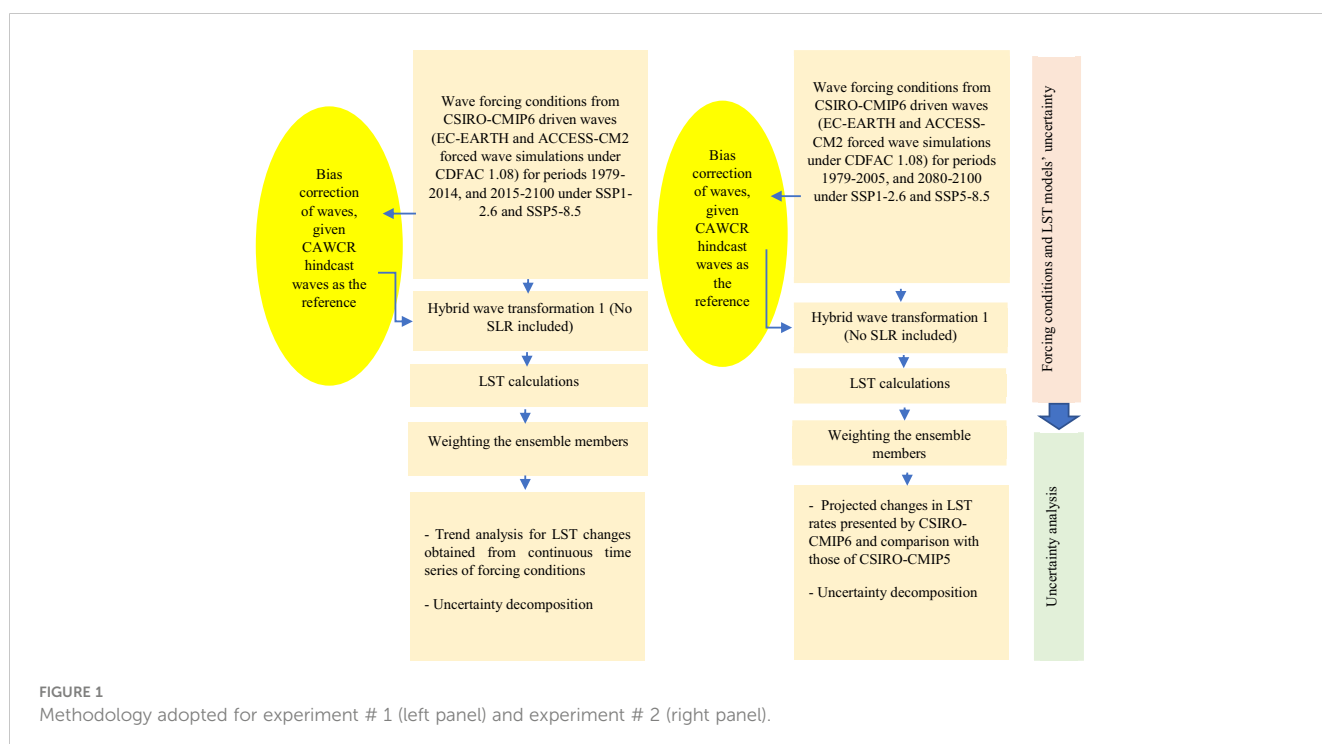 Wave forcing conditions from
CSIRO-CMIP6 driven waves
(EC-EARTH and ACCESS-CM2
forced wave simulations under
CDFAC 1.08) for periods 1979-
2014, and 2015-2100 under SSP1-
2.6 and SSP5-8.5
Bias
correction
of waves,
given
CAWCR
hindcast
waves as the
reference
Hybrid wave transformation 1 (No
SLR included)
LST calculations
Weighting the ensemble members
- Trend analysis for LST changes
obtained from continuous time
series of forcing conditions
- Uncertainty decomposition
Wave forcing conditions from
CSIRO-CMIP6 driven waves
(EC-EARTH and ACCESS-
CM2 forced wave simulations
under CDFAC 1.08) for periods
1979-2005, and 2080-2100
under SSP1-2.6 and SSP5-8.5
Bias
correction
of waves,
given
CAWCR
hindcast
waves as
the
reference
Hybrid wave transformation 1
(No SLR included)
LST calculations
Weighting the ensemble
members
- Projected changes in LST
rates presented by CSIRO-
CMIP6 and comparison with
those of CSIRO-CMIP5
- Uncertainty decomposition
Forcing conditions and LST models' uncertainty
Uncertainty analysis
FIGURE 1
Methodology adopted for experiment # 1 (left panel) and experiment # 2 (right panel).